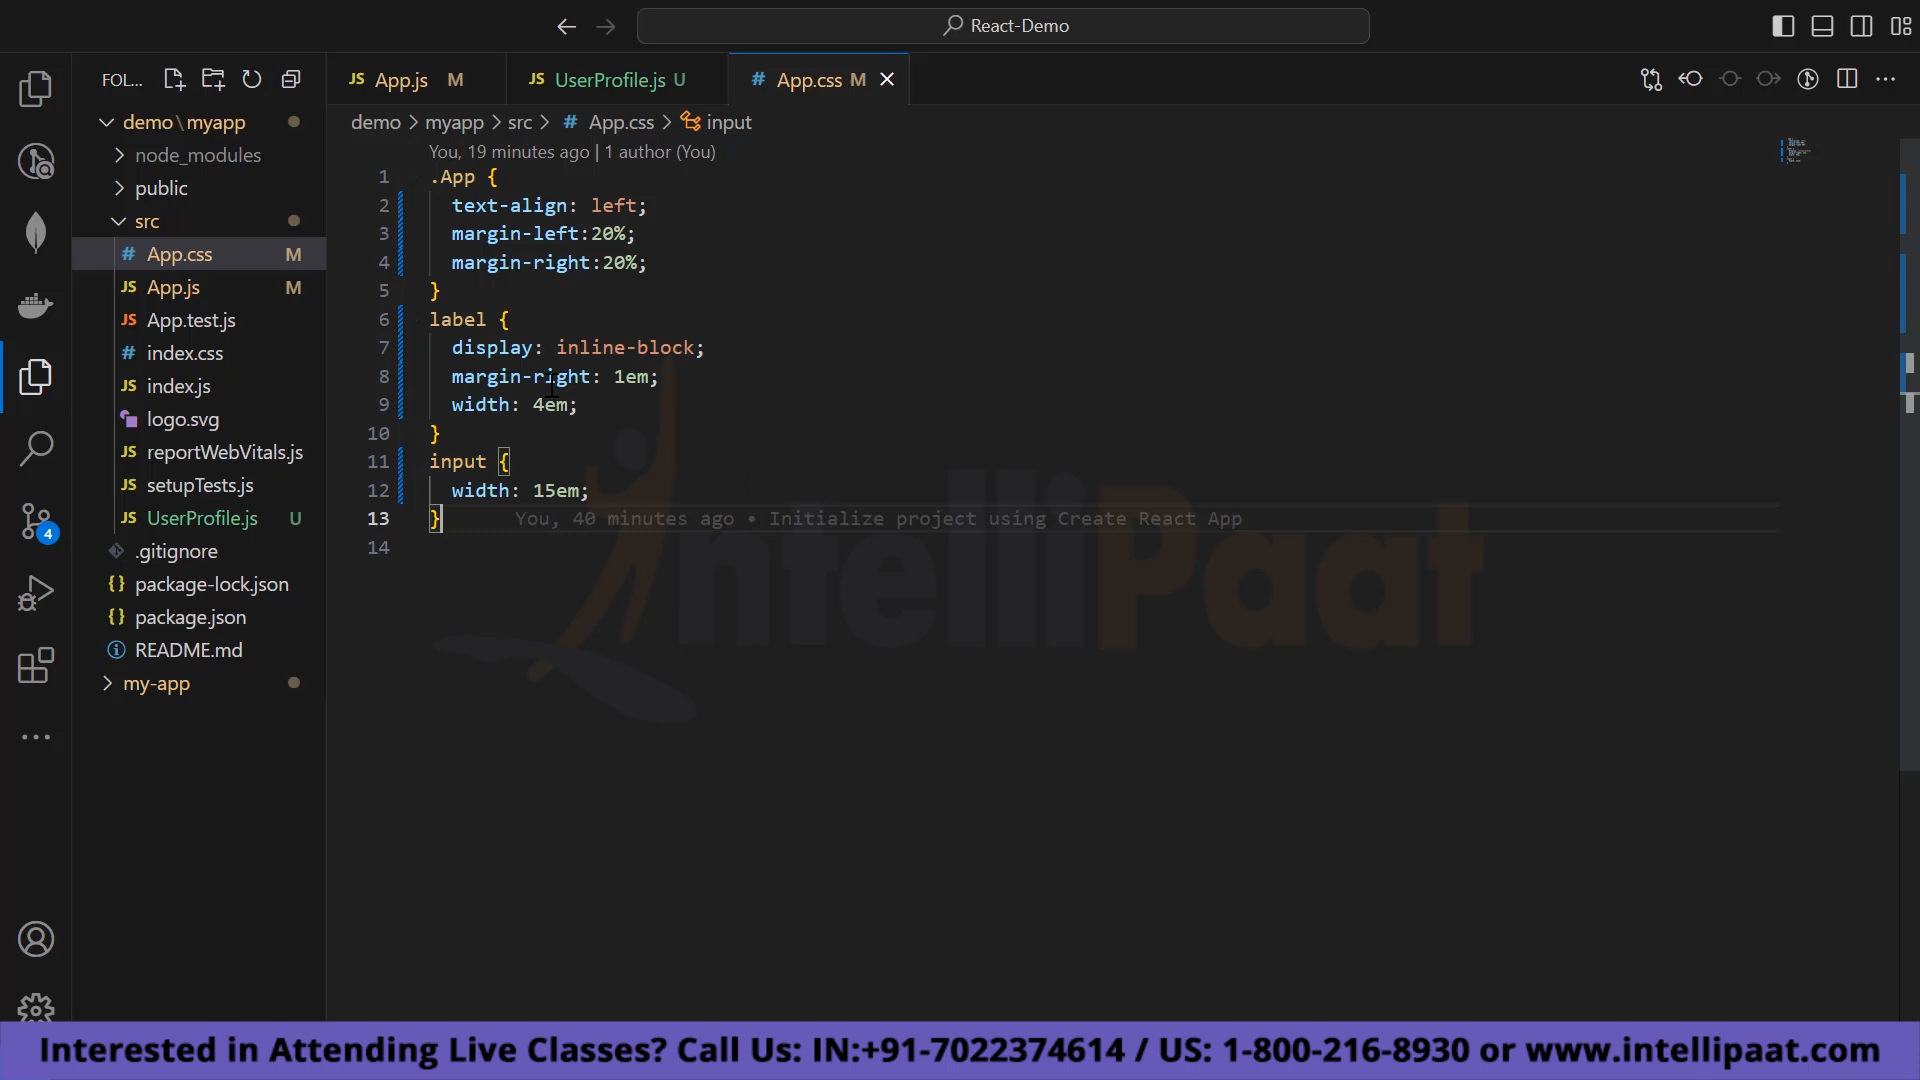 React-Demo
FOL...
JS App.js M
JS UserProfile.js U
# App.css M
demo\myapp
node_modules
public
src
# App.css M
JS App.js M
JS App.test.js
# index.css
JS index.js
logo.svg
JS reportWebVitals.js
JS setupTests.js
JS UserProfile.js U
.gitignore
{} package-lock.json
{} package.json
README.md
my-app
4
demo > myapp > src > # App.css > input
You, 19 minutes ago | 1 author (You)
1 .App {
2 text-align: left;
3 margin-left:20%;
4 margin-right:20%;
5 }
6 label {
7 display: inline-block;
8 margin-right: 1em;
9 width: 4em;
10 }
11 input {
12 width: 15em;
13 } You, 40 minutes ago • Initialize project using Create React App
14
IntelliPaat
Interested in Attending Live Classes? Call Us: IN:+91-7022374614 / US: 1-800-216-8930 or www.intellipaat.com